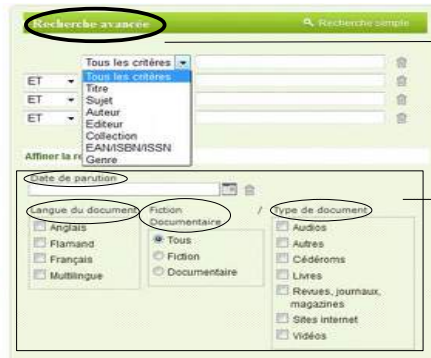 Recherche avancée
Recherche simple
Tous les critères
Tous les critères
ET
Titre
ET
Sujet
Auteur
ET
Editeur
Collection
EAN/ISBN/ISSN
Genre
Affiner la re
Date de parution
Langue du document
Fiction / Documentaire
Type de document
Anglais
Flamand
Français
Multilingue
Tous
Fiction
Documentaire
Audios
Autres
Cédéroms
Livres
Revues, journaux,
magazines
Sites internet
Vidéos